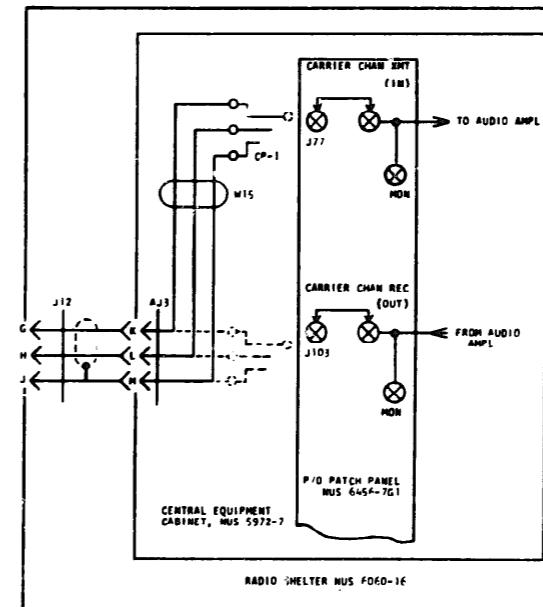 CARRIER CHAN XMT
(IN)
TO AUDIO AMPL
J77
CP-1
MON
W15
J12
AJ3
CARRIER CHAN REC
(OUT)
G
K
FROM AUDIO
AMPL
H
L
J103
J
M
MON
P/O PATCH PANEL
NUS 6456-7G1
CENTRAL EQUIPMENT
CABINET, NUS 5972-7
RADIO SHELTER NUS 6060-16